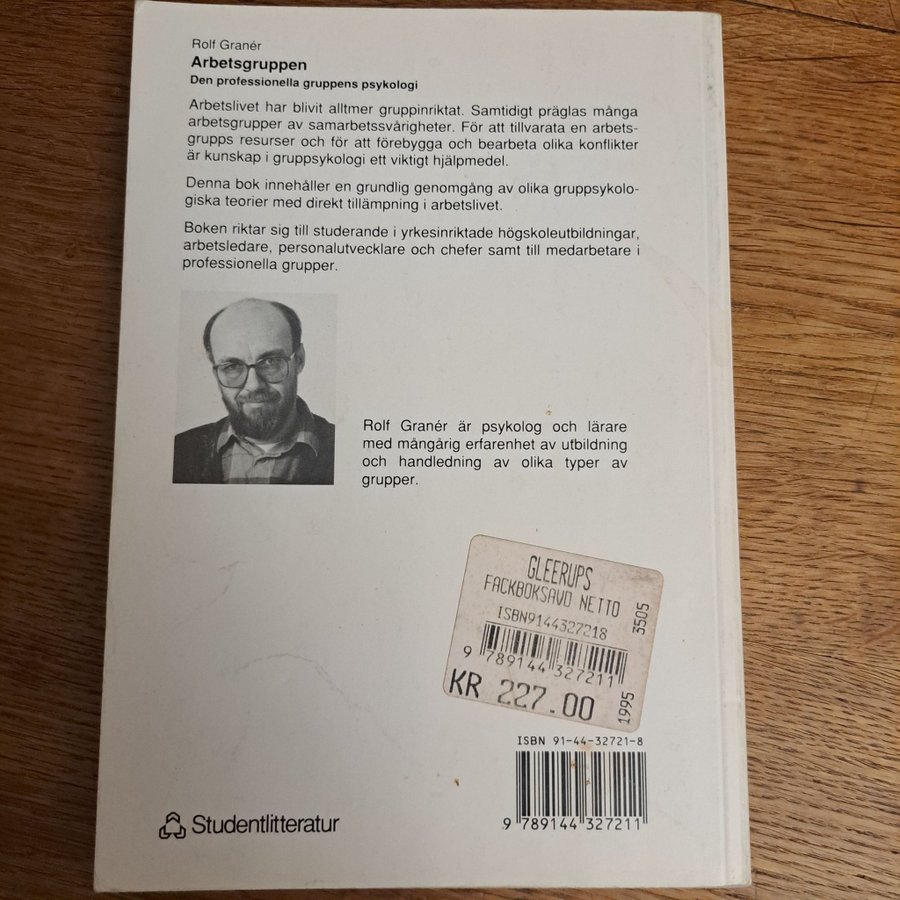 Rolf Granér
Arbetsgruppen
Den professionella gruppens psykologi
Arbetslivet har blivit alltmer gruppinriktat. Samtidigt präglas många
arbetsgrupper av samarbetssvårigheter. För att tillvarata en arbets-
grupps resurser och för att förebygga och bearbeta olika konflikter
är kunskap i gruppsykologi ett viktigt hjälpmedel.
Denna bok innehåller en grundlig genomgång av olika gruppsykolo-
giska teorier med direkt tillämpning i arbetslivet.
Boken riktar sig till studerande i yrkesinriktade högskoleutbildningar,
arbetsledare, personalutvecklare och chefer samt till medarbetare i
professionella grupper.
Rolf Granér är psykolog och lärare
med mångårig erfarenhet av utbildning
och handledning av olika typer av
grupper.
GLEERUPS
FACKBOKSAVD NETTO
ISBN9144327218
9 789144 327211
KR 227.00
3505
1995
ISBN 91-44-32721-8
9 789144 327211
Studentlitteratur